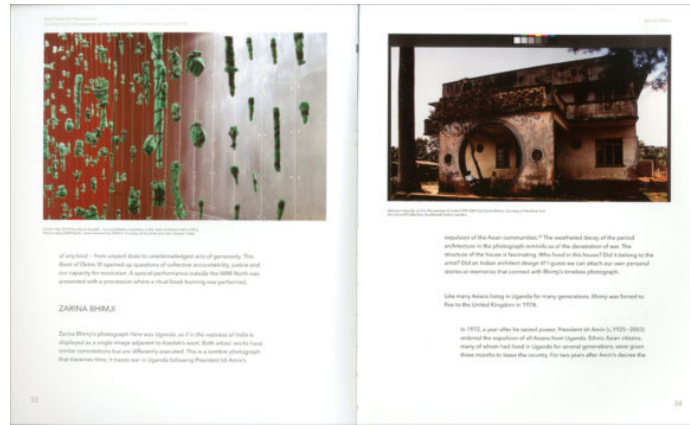 of any kind – from unpaid dues to unacknowledged acts of generosity. This
Book of Debts III opened up questions of collective accountability, justice and
our capacity for resolution. A special performance outside the IWM North was
presented with a procession where a ritual book burning was performed.
ZARINA BHIMJI
Zarina Bhimji's photograph Here was Uganda, as if in the vastness of India is
displayed as a single image adjacent to Azadeh's work. Both artists' works have
similar connotations but are differently executed. This is a sombre photograph
that traverses time, it traces war in Uganda following President Idi Amin's
33
expulsion of the Asian communities.
The weathered decay of the period
architecture in the photograph reminds us of the devastation of war. The
structure of the house is fascinating. Who lived in this house? Did it belong to the
artist? Did an Indian architect design it? I guess we can attach our own personal
stories or memories that connect with Bhimji's timeless photograph.
Like many Asians living in Uganda for many generations, Bhimji was forced to
flee to the United Kingdom in 1974.
In 1972, a year after he seized power, President Idi Amin (c.1925–2003)
ordered the expulsion of all Asians from Uganda. Ethnic Asian citizens,
many of whom had lived in Uganda for several generations, were given
three months to leave the country. For two years after Amin's decree the
34